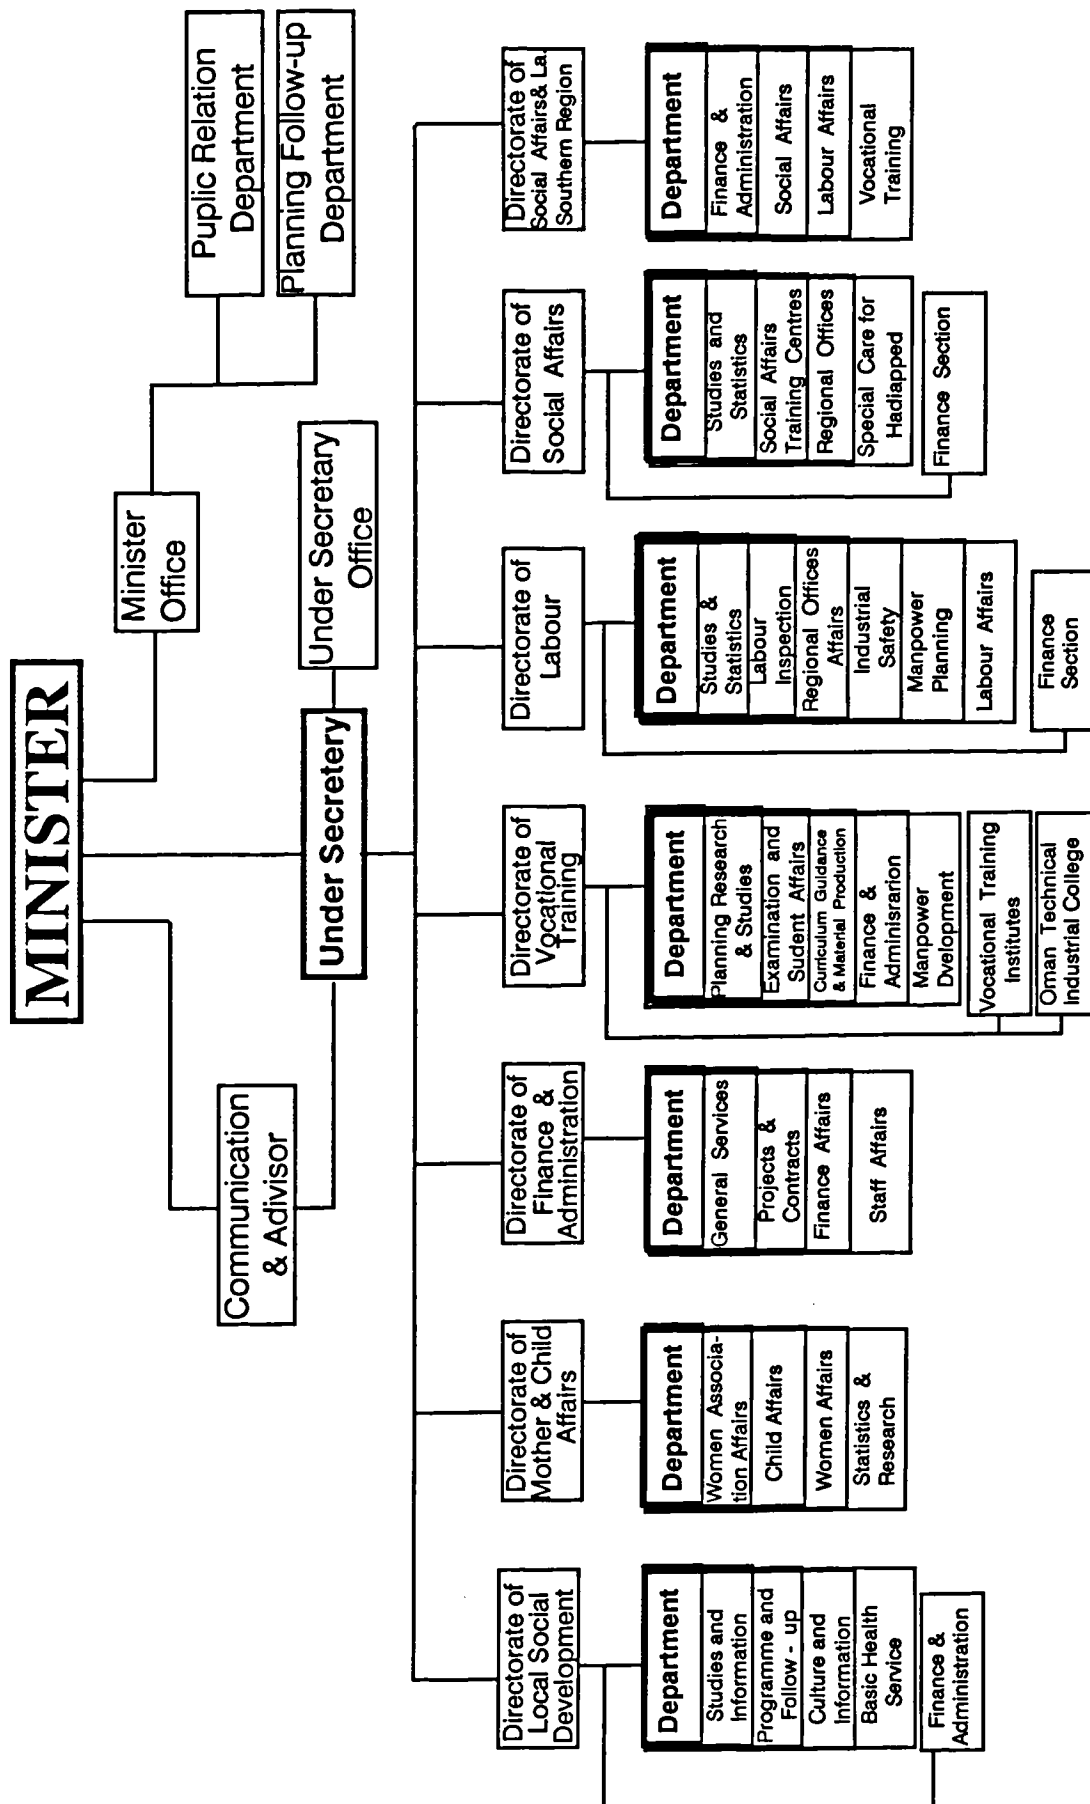 MINISTER
Minister
Office
Puplic Relation
Department
Planning Follow-up
Department
Communication
& Adivisor
Under Secretery
Under Secretary
Office
Directorate of
Local Social
Development
Department
Studies and
Information
Programme and
Follow - up
Culture and
Information
Basic Health
Service
Finance &
Administration
Directorate of
Mother & Child
Affairs
Department
Women Associa-
tion Affairs
Child Affairs
Women Affairs
Statistics &
Research
Directorate of
Finance &
Administration
Department
General Services
Projects &
Contracts
Finance Affairs
Staff Affairs
Directorate of
Vocational
Training
Department
Planning Research
& Studies
Examination and
Sudent Affairs
Curriculum Guidance
& Material Production
Finance &
Adminisrarion
Manpower
Dvelopment
Vocational Training
Institutes
Oman Technical
Industrial College
Directorate of
Labour
Department
Studies &
Statistics
Labour
Inspection
Regional Offices
Affairs
Industrial
Safety
Manpower
Planning
Labour Affairs
Finance
Section
Directorate of
Social Affairs
Department
Studies and
Statistics
Social Affairs
Training Centres
Regional Offices
Special Care for
Hadiapped
Finance Section
Directorate of
Social Affairs& La.
Southern Region
Department
Finance &
Administration
Social Affairs
Labour Affairs
Vocational
Training